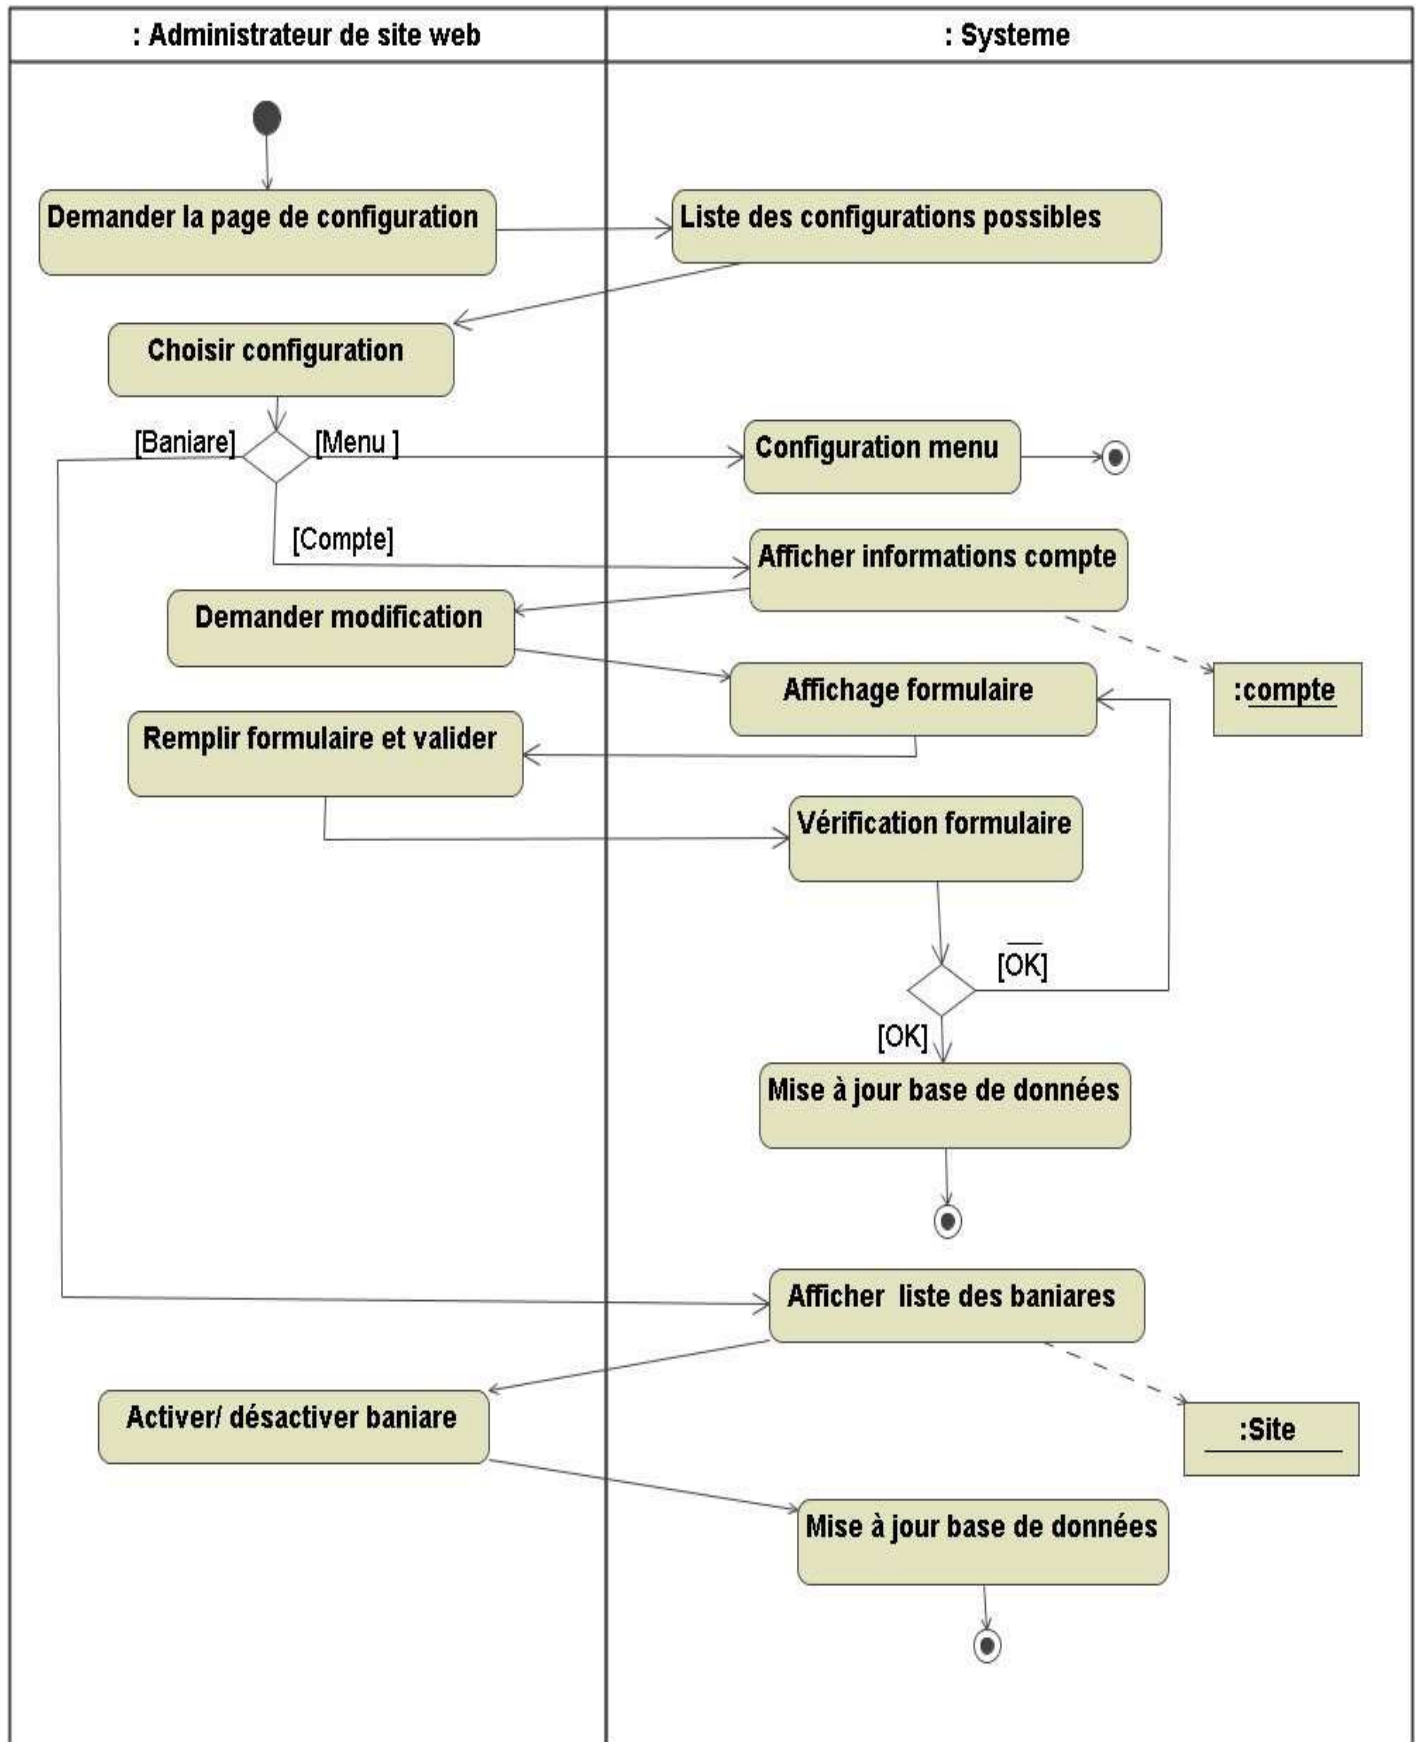 : Administrateur de site web
: Systeme
Demander la page de configuration
Liste des configurations possibles
Choisir configuration
[Baniare]
[Menu ]
Configuration menu
[Compte]
Afficher informations compte
Demander modification
Affichage formulaire
:compte
Remplir formulaire et valider
Vérification formulaire
[OK]
[OK]
Mise à jour base de données
Afficher  liste des baniares
Activer/ désactiver baniare
:Site
Mise à jour base de données